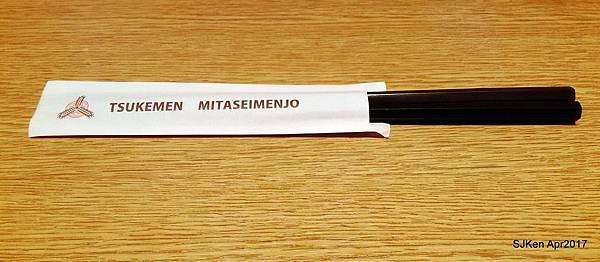 TSUKEMEN MITASEIMENJO
SJKen Apr2017